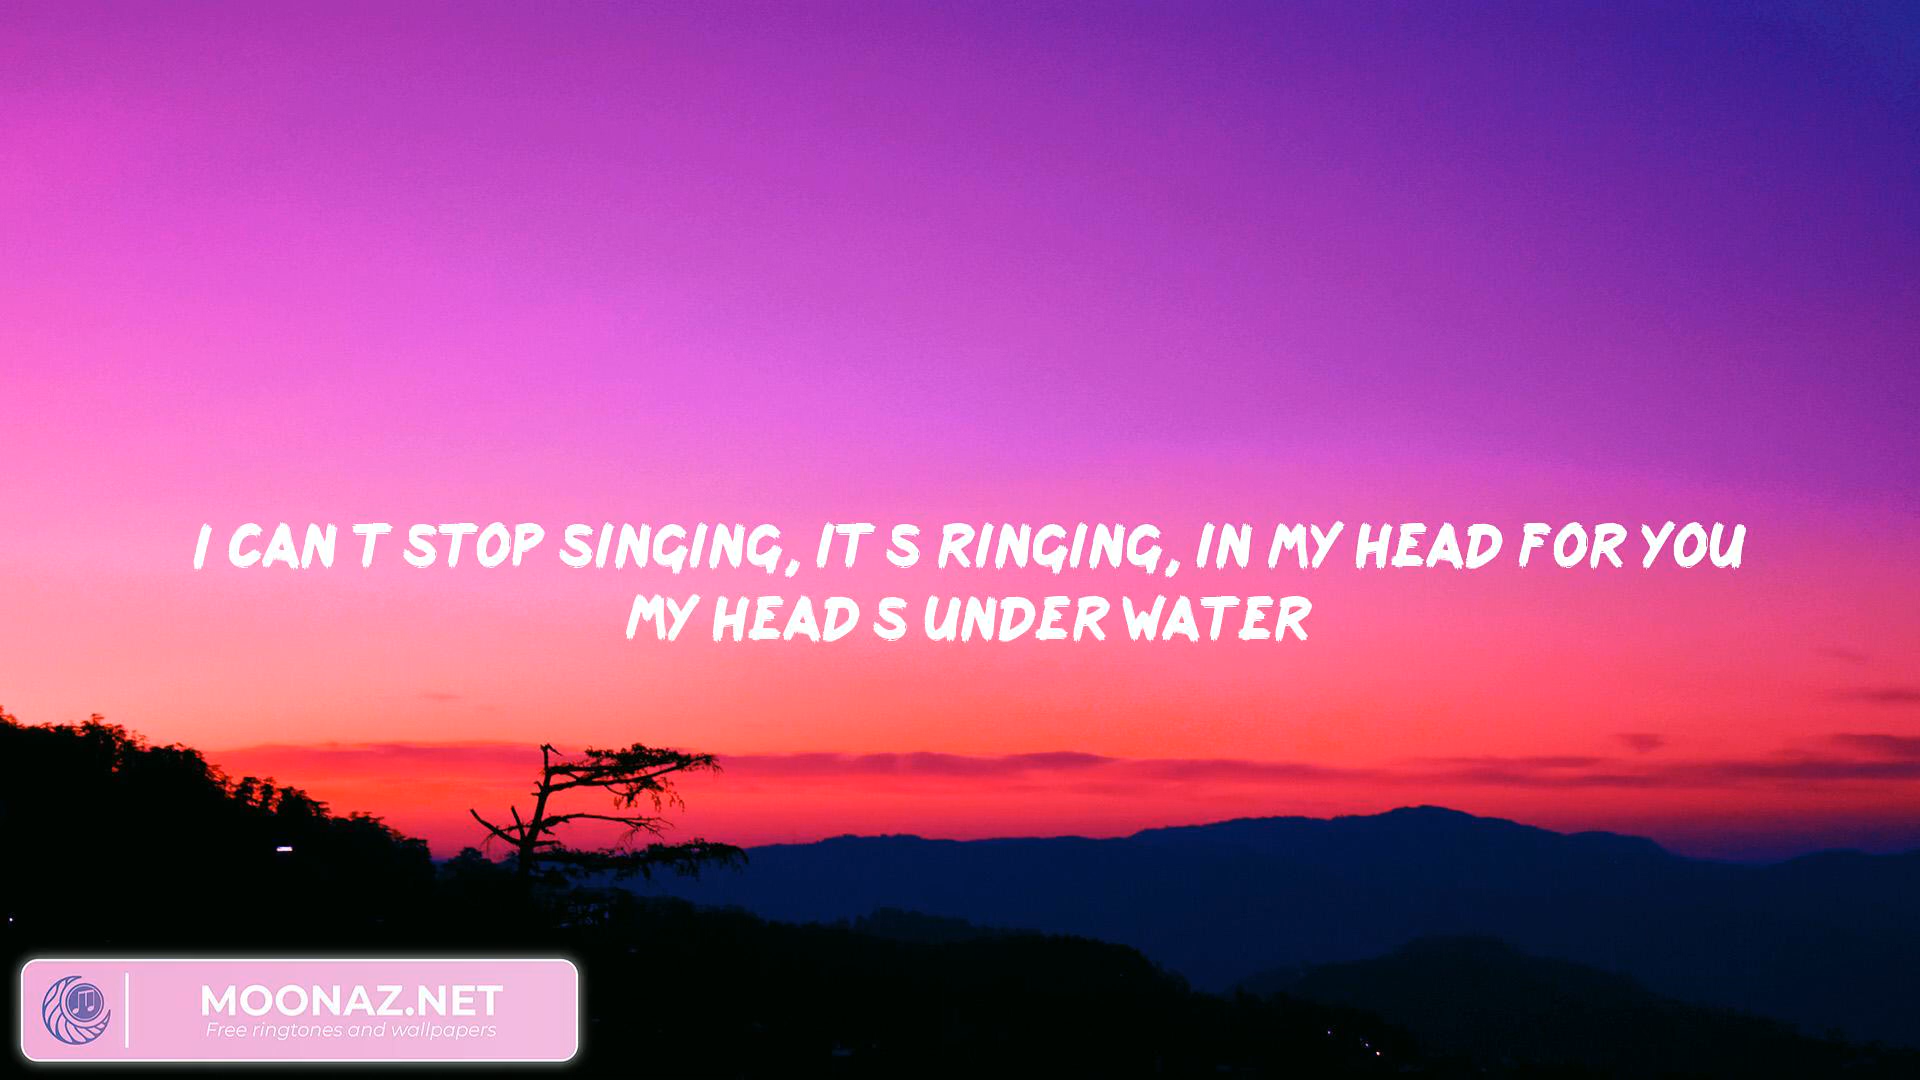 I CAN T STOP SINGING, IT S RINGING, IN MY HEAD FOR YOU
MY HEAD S UNDER WATER
MOONAZ.NET
Free ringtones and wallpapers